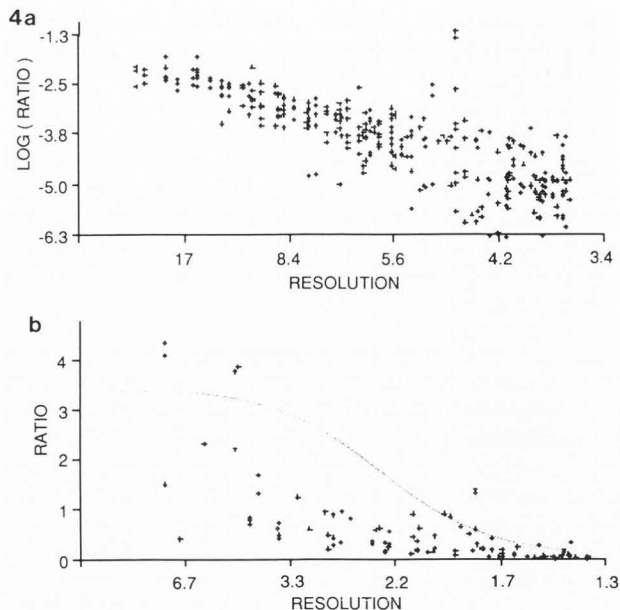 4a
LOG ( RATIO )
-1.3
-2.5
-3.8
-5.0
-6.3
17 8.4 5.6 4.2 3.4
RESOLUTION
b
RATIO
4
3
2
1
0
6.7 3.3 2.2 1.7 1.3
RESOLUTION